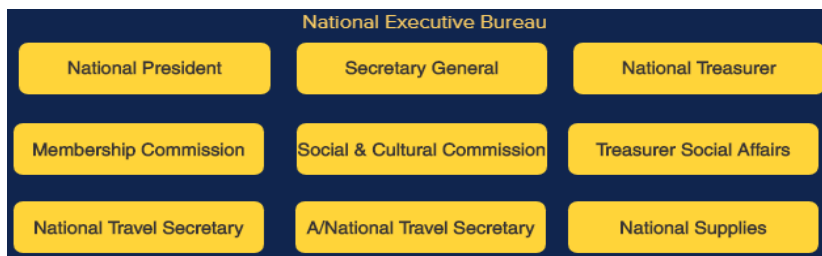 National Executive Bureau
National President
Secretary General
National Treasurer
Membership Commission
Social & Cultural Commission
Treasurer Social Affairs
National Travel Secretary
A/National Travel Secretary
National Supplies